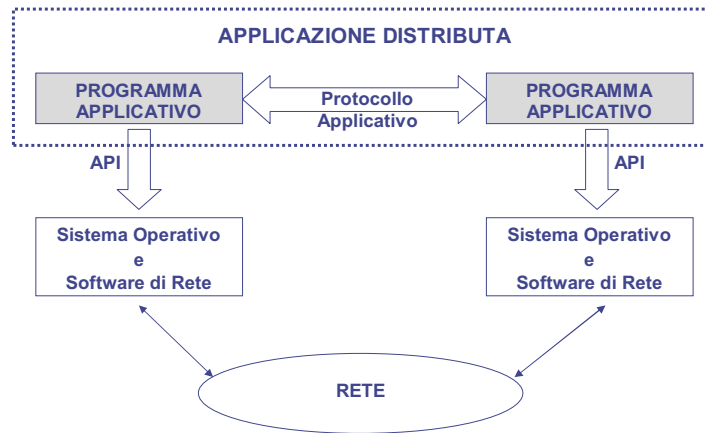 APPLICAZIONE DISTRIBUTA
PROGRAMMA
APPLICATIVO
Protocollo
Applicativo
PROGRAMMA
APPLICATIVO
API
API
Sistema Operativo
e
Software di Rete
Sistema Operativo
e
Software di Rete
RETE